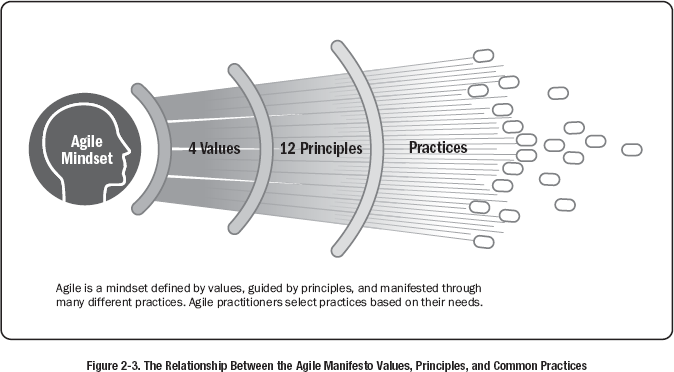 Agile
Mindset
4 Values
12 Principles
Practices
Agile is a mindset defined by values, guided by principles, and manifested through
many different practices. Agile practitioners select practices based on their needs.
Figure 2-3. The Relationship Between the Agile Manifesto Values, Principles, and Common Practices